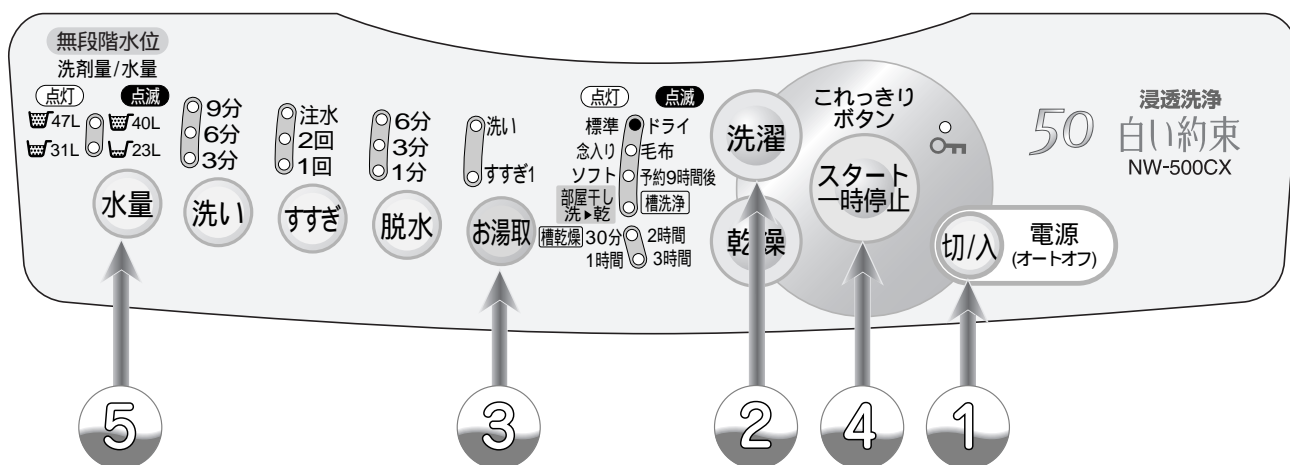 無段階水位
洗剤量/水量
点灯 点滅
47L 40L
31L 23L
水量
9分
6分
3分
洗い
注水
2回
1回
すすぎ
6分
3分
1分
脱水
洗い
すすぎ1
お湯取
点灯 点滅
標準 ドライ
念入り 毛布
ソフト 予約9時間後
部屋干し
洗▶乾 槽洗浄
槽乾燥 30分 2時間
1時間 3時間
洗濯
乾燥
これっきり
ボタン
スタート
一時停止
切/入
電源
(オートオフ)
50
浸透洗浄
白い約束
NW-500CX
5
3
2
4
1